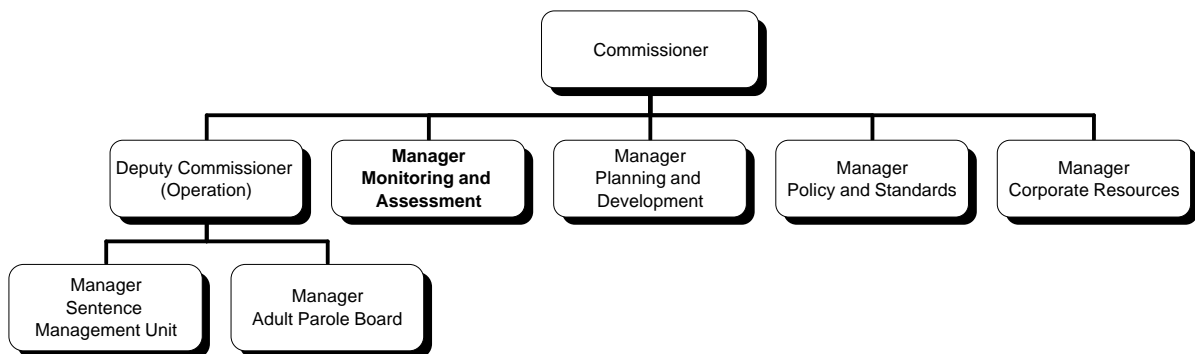 Commissioner
Deputy Commissioner
(Operation)
Manager
Monitoring and
Assessment
Manager
Planning and
Development
Manager
Policy and Standards
Manager
Corporate Resources
Manager
Sentence
Management Unit
Manager
Adult Parole Board